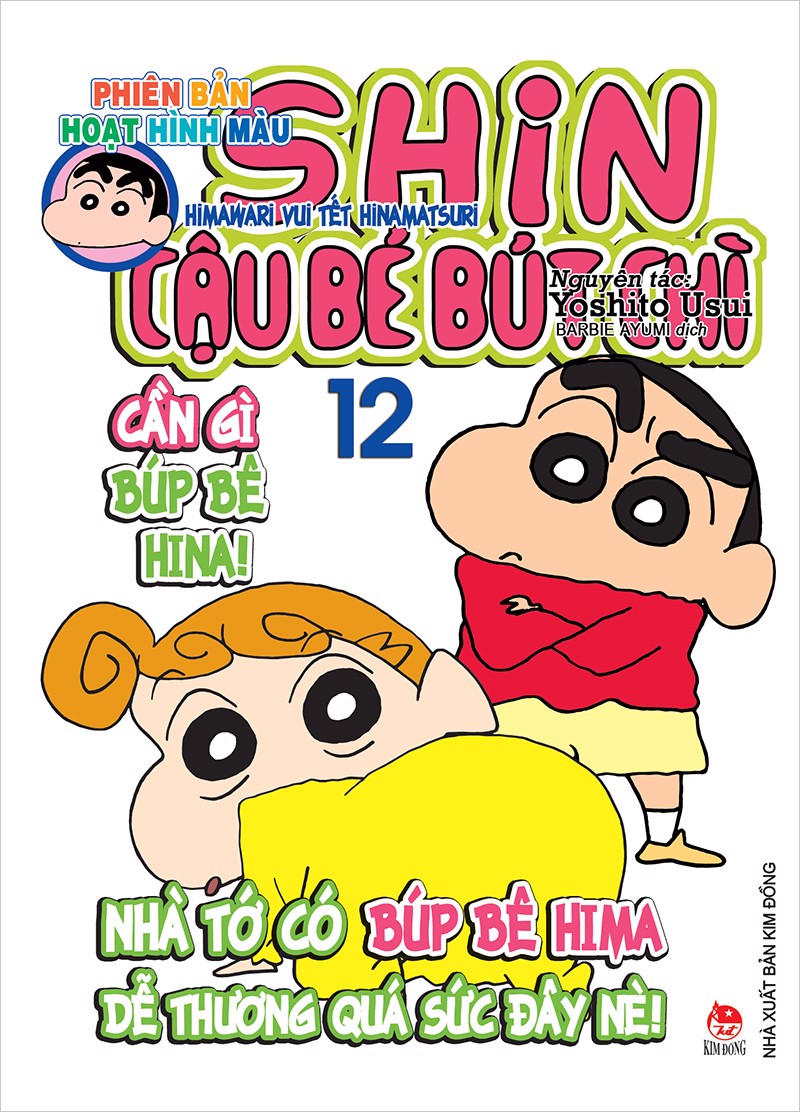 PHIÊN BẢN
HOẠT HÌNH MÀU
SHIN
HIMAWARI VUI TẾT HINAMATSURI
CẬU BÉ BÚT CHÌ
Nguyên tác:
Yoshito Usui
BARBIE AYUMI dịch
12
CẦN GÌ
BÚP BÊ
HINA!
NHÀ TỚ CÓ BÚP BÊ HIMA
DỄ THƯƠNG QUÁ SỨC ĐÂY NÈ!
kđ
KIM ĐỒNG
NHÀ XUẤT BẢN KIM ĐỒNG